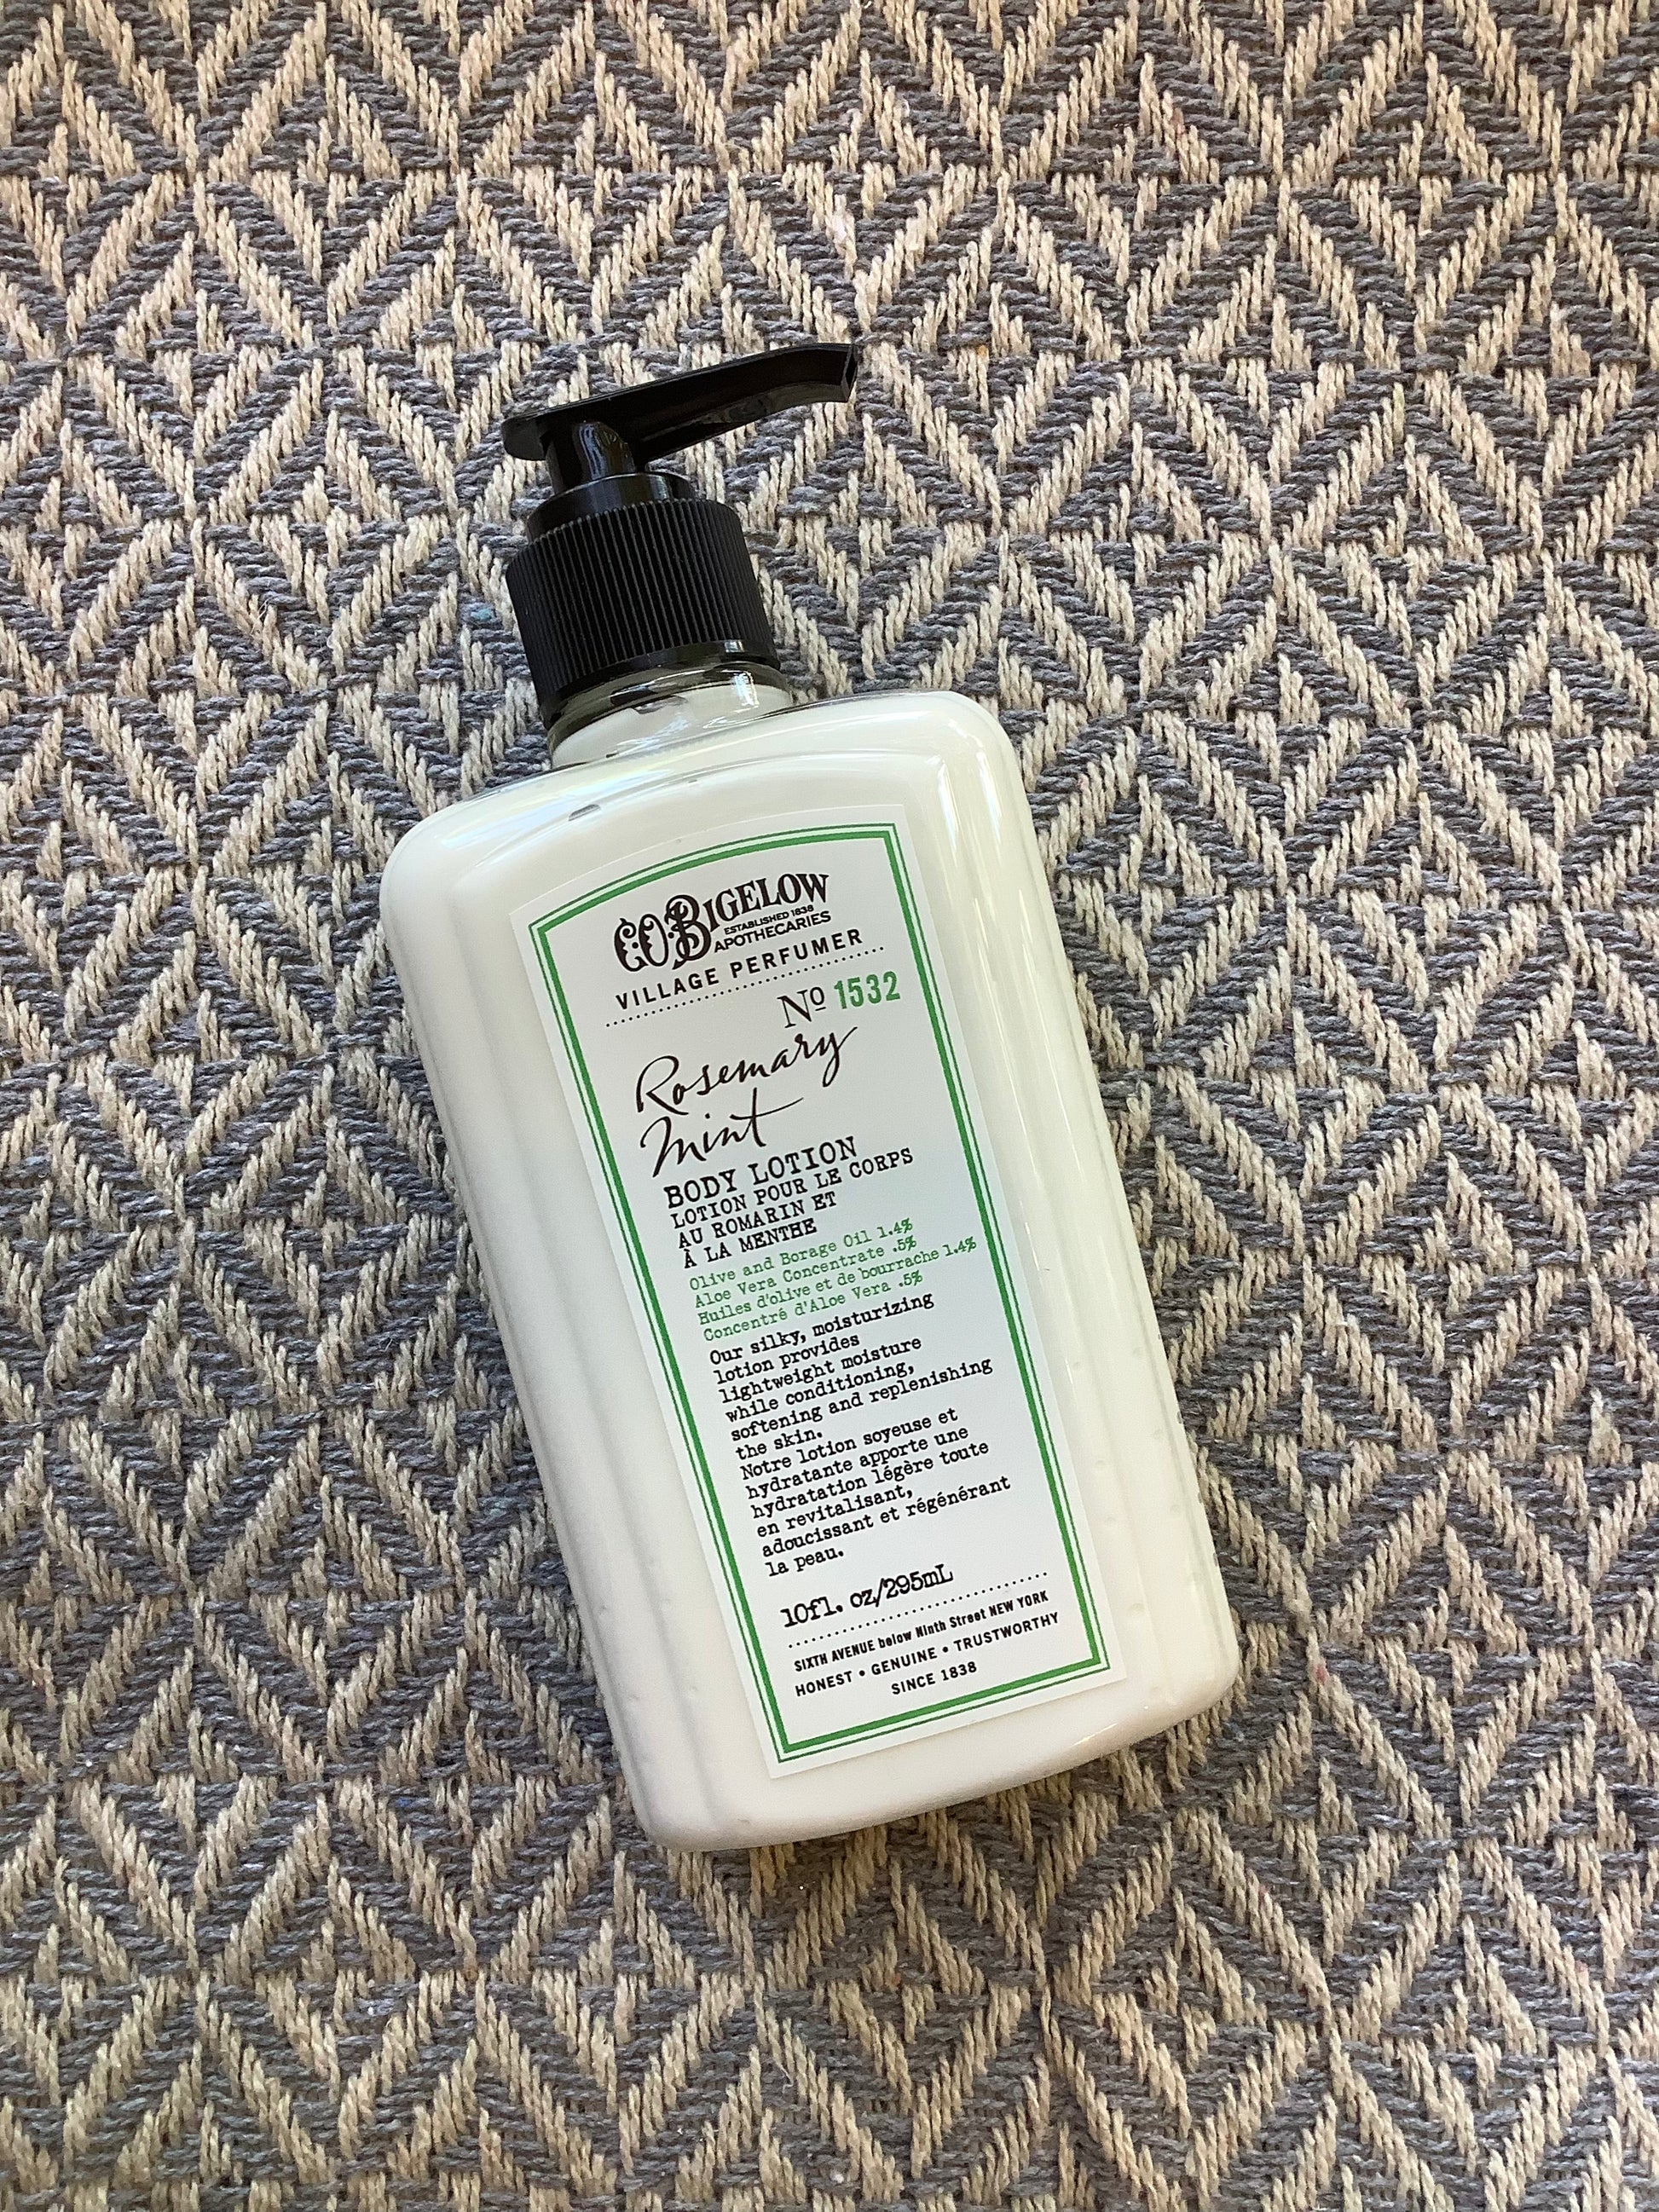 CO BIGELOW
ESTABLISHED 1838
APOTHECARIES
VILLAGE PERFUMER
Nº 1532
Rosemary
Mint
BODY LOTION
LOTION POUR LE CORPS
AU ROMARIN ET
À LA MENTHE
Olive and Borage Oil 1.4%
Aloe Vera Concentrate .5%
Huiles d'olive et de bourrache 1.4%
Concentré d'Aloe Vera .5%
Our silky, moisturizing
lotion provides
lightweight moisture
while conditioning,
softening and replenishing
the skin.
Notre lotion soyeuse et
hydratante apporte une
hydratation légère toute
en revitalisant,
adoucissant et régénérant
la peau.
10fl. oz/295mL
SIXTH AVENUE below Ninth Street NEW YORK
HONEST • GENUINE • TRUSTWORTHY
SINCE 1838